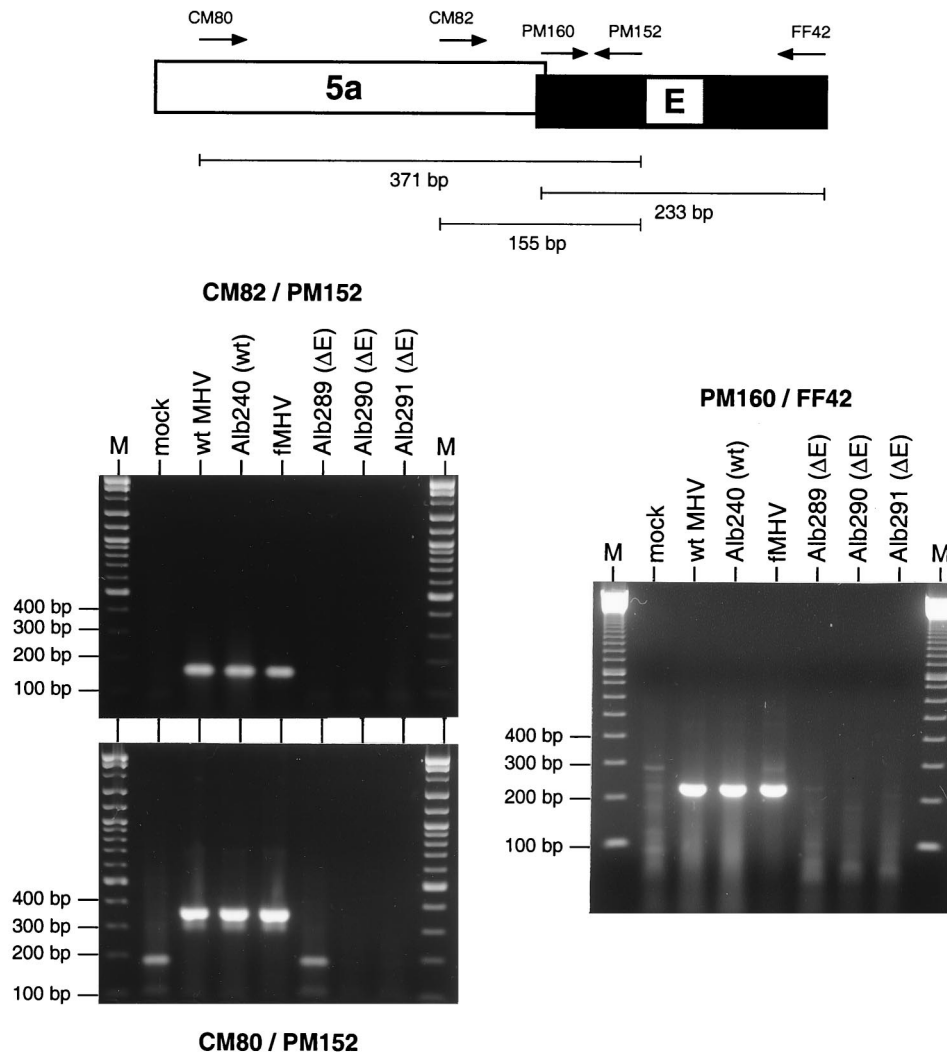 CM80 CM82 PM160 PM152 FF42
5a E
371 bp
233 bp
155 bp
CM82 / PM152
M mock wt MHV Alb240 (wt) fMHV Alb289 (ΔE) Alb290 (ΔE) Alb291 (ΔE) M
400 bp
300 bp
200 bp
100 bp
400 bp
300 bp
200 bp
100 bp
CM80 / PM152
PM160 / FF42
M mock wt MHV Alb240 (wt) fMHV Alb289 (ΔE) Alb290 (ΔE) Alb291 (ΔE) M
400 bp
300 bp
200 bp
100 bp